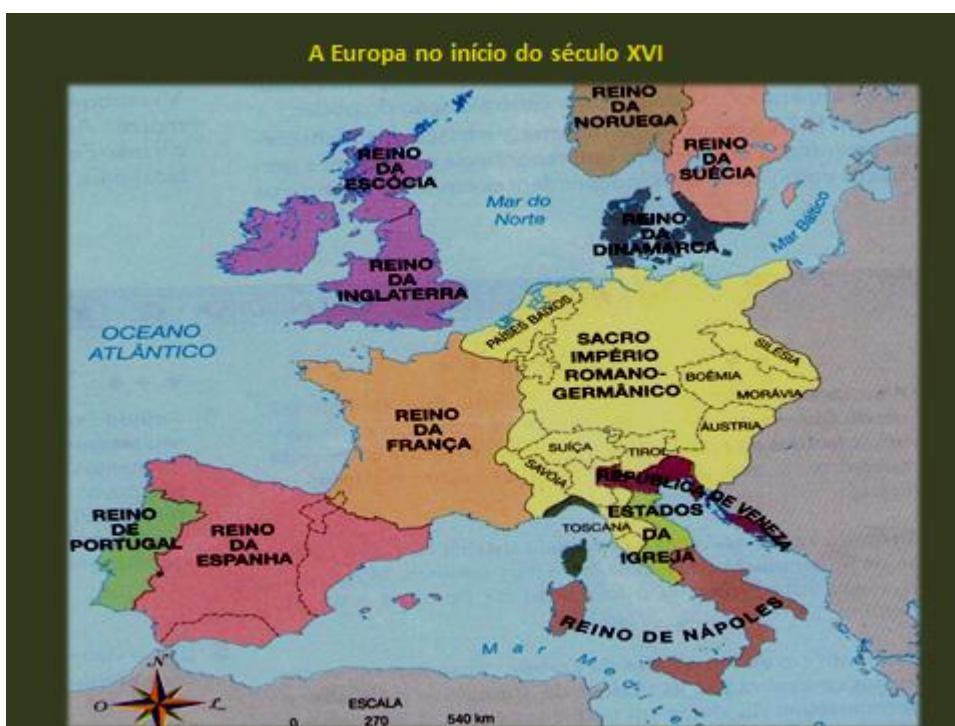 A Europa no início do século XVI
REINO
DA
NORUEGA
REINO
DA
SUÉCIA
REINO
DA
ESCÓCIA
Mar do
Norte
REINO
DA
DINAMARCA
Mar Báltico
REINO
DA
INGLATERRA
PAÍSES BAIXOS
OCEANO
ATLÂNTICO
SACRO
IMPÉRIO
ROMANO-
GERMÂNICO
SILÉSIA
BOÊMIA
MORÁVIA
REINO
DA
FRANÇA
ÁUSTRIA
SUÍÇA
TIROL
SAVOIA
REPÚBLICA DE VENEZA
REINO
DE
PORTUGAL
REINO
DA
ESPANHA
ESTADOS
DA
IGREJA
TOSCANA
REINO DE NÁPOLES
Mar Medit
N
O
L
ESCALA
0 270 540 km